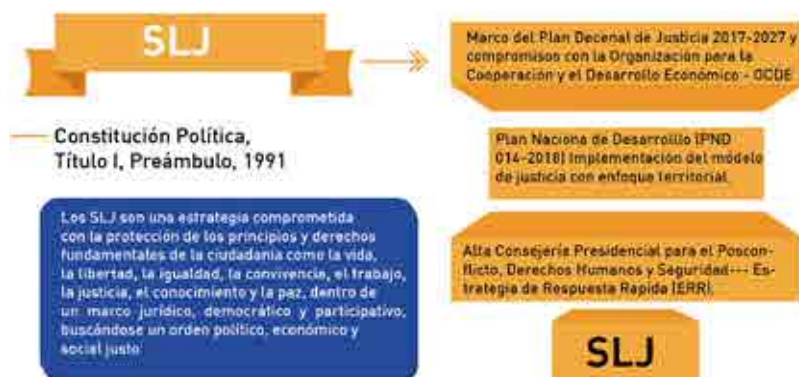 SLJ
Constitución Política,
Título I, Preámbulo, 1991
Los SLJ son una estrategia comprometida
con la protección de los principios y derechos
fundamentales de la ciudadanía como la vida,
la libertad, la igualdad, la convivencia, el trabajo,
la justicia, el conocimiento y la paz, dentro de
un marco jurídico, democrático y participativo,
buscándose un orden político, económico y
social justo
Marco del Plan Decenal de Justicia 2017-2027 y
compromisos con la Organización para la
Cooperación y el Desarrollo Económico - OCDE
Plan Naciona de Desarrolllo (PND
014-2018) Implementación del modelo
de justicia con enfoque territorial
Alta Consejería Presidencial para el Poscon-
flicto, Derechos Humanos y Seguridad--- Es-
trategia de Respuesta Rapida (ERR).
SLJ